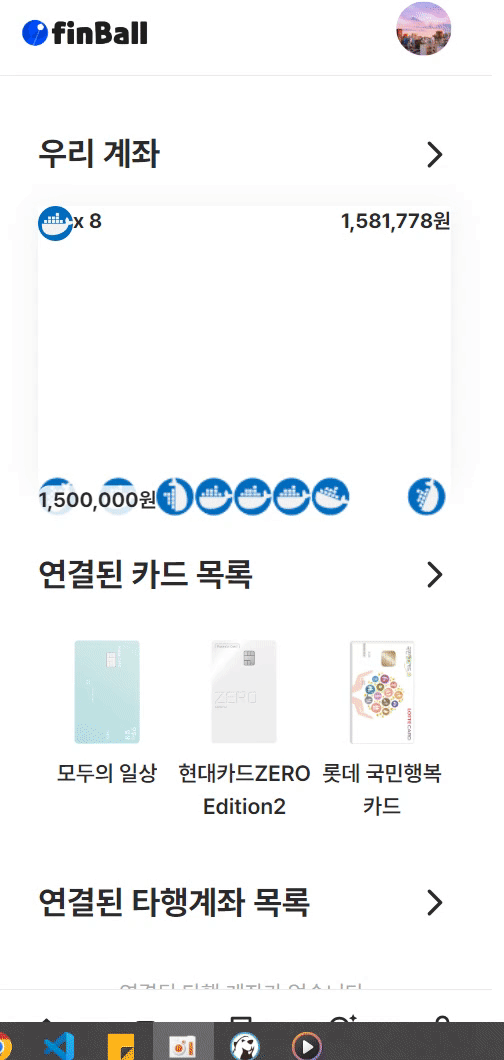 finBall
우리 계좌
x 8
1,581,778원
1,500,000원
연결된 카드 목록
ZERO
모두의 일상
현대카드ZERO
Edition2
롯데 국민행복
카드
연결된 타행계좌 목록